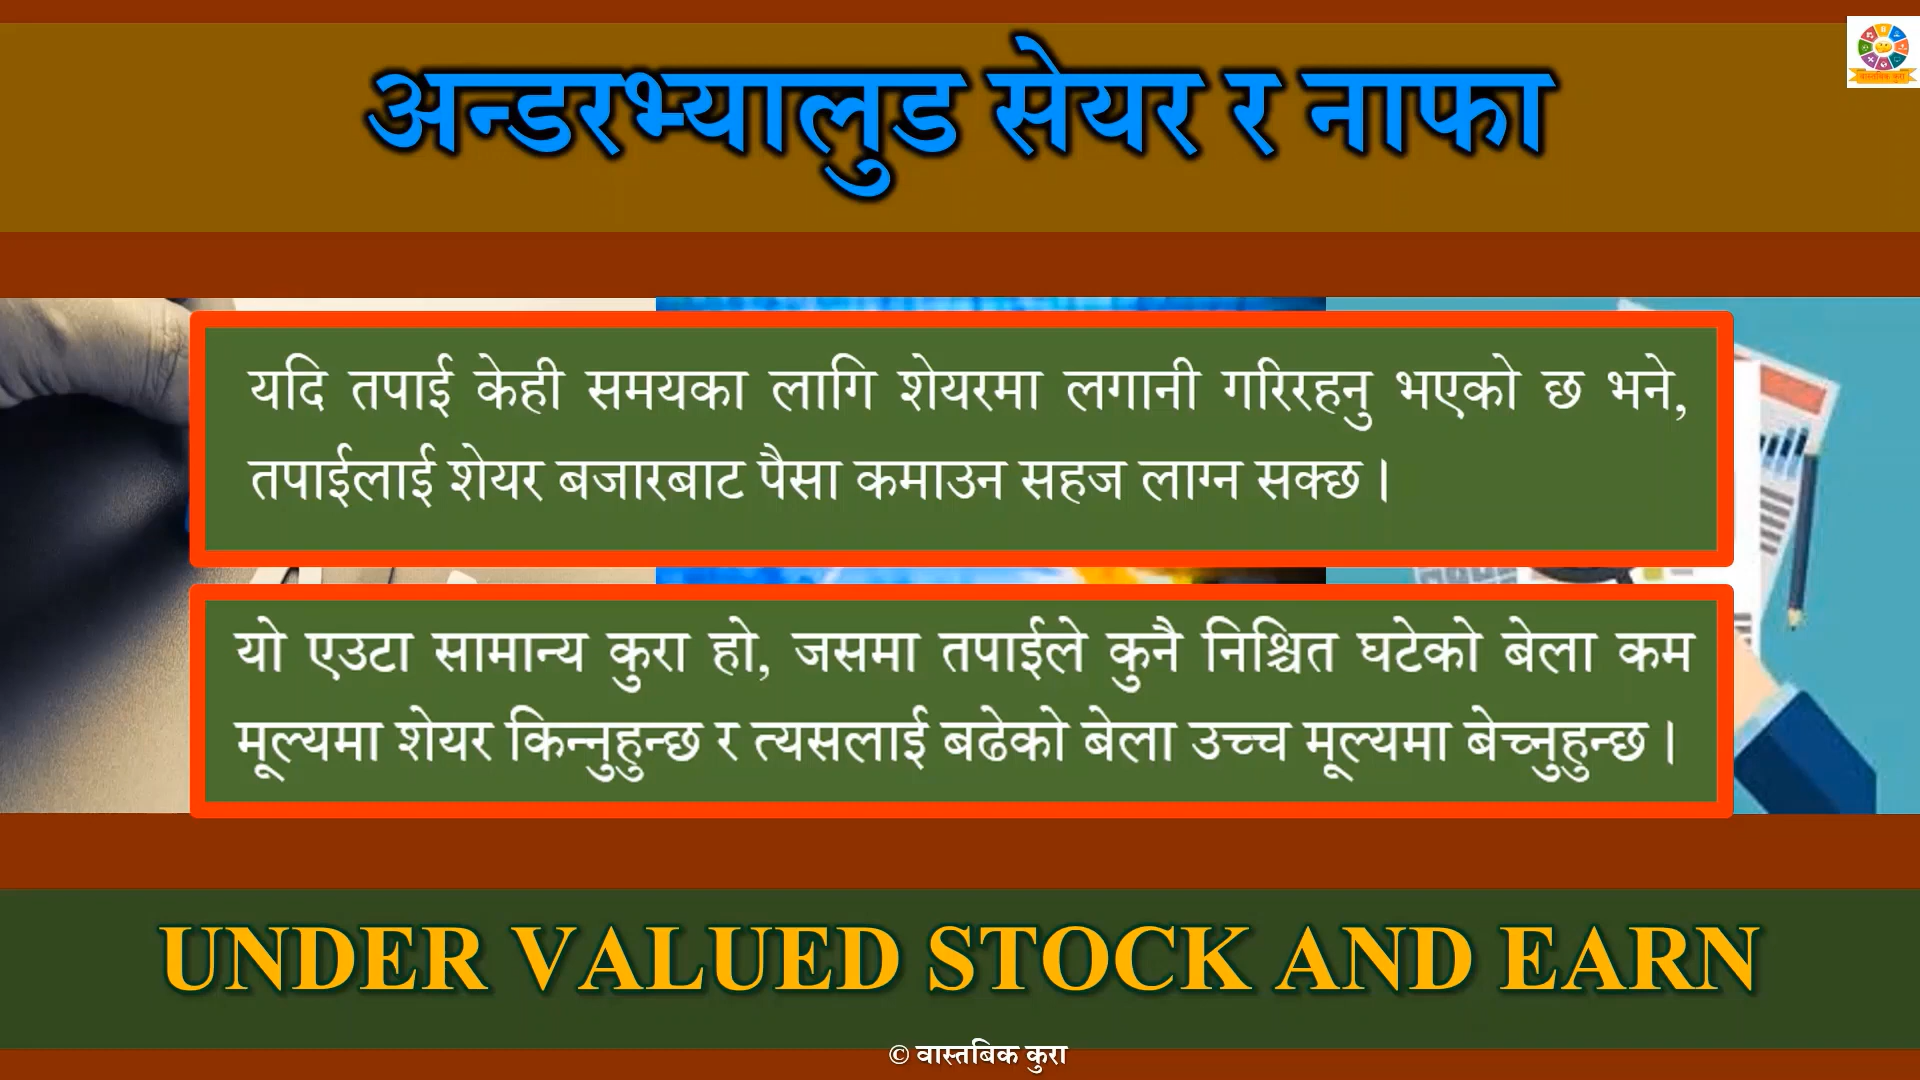 अन्डरभ्यालुड सेयर र नाफा
वास्तबिक कुरा
यदि तपाई केही समयका लागि शेयरमा लगानी गरिरहनु भएको छ भने,
तपाईलाई शेयर बजारबाट पैसा कमाउन सहज लाग्न सक्छ।
यो एउटा सामान्य कुरा हो, जसमा तपाईले कुनै निश्चित घटेको बेला कम
मूल्यमा शेयर किन्नुहुन्छ र त्यसलाई बढेको बेला उच्च मूल्यमा बेच्नुहुन्छ।
UNDER VALUED STOCK AND EARN
© वास्तबिक कुरा